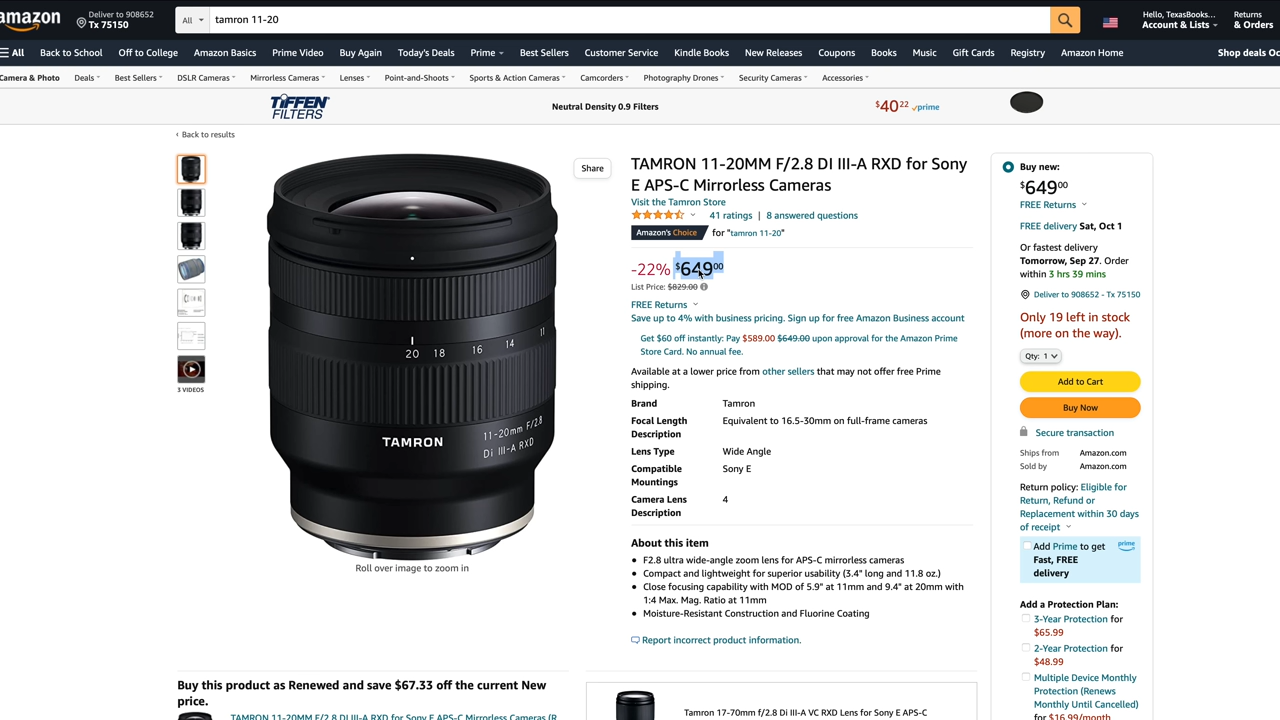 amazon
Deliver to 908652
Tx 75150
All
tamron 11-20
Hello, TexasBooks...
Account & Lists
Returns
& Orders
All
Back to School
Off to College
Amazon Basics
Prime Video
Buy Again
Today's Deals
Prime
Best Sellers
Customer Service
Kindle Books
New Releases
Coupons
Books
Music
Gift Cards
Registry
Amazon Home
Shop deals Oc
Camera & Photo
Deals
Best Sellers
DSLR Cameras
Mirrorless Cameras
Lenses
Point-and-Shoots
Sports & Action Cameras
Camcorders
Photography Drones
Security Cameras
Accessories
TIFFEN
FILTERS
Neutral Density 0.9 Filters
$40 22 prime
‹ Back to results
3 VIDEOS
20 18 16 14 11
TAMRON
11-20mm F/2.8
Di III-A RXD
Roll over image to zoom in
Share
TAMRON 11-20MM F/2.8 DI III-A RXD for Sony
E APS-C Mirrorless Cameras
Visit the Tamron Store
41 ratings | 8 answered questions
Amazon's Choice for "tamron 11-20"
-22% $649 00
List Price: $829.00
FREE Returns
Save up to 4% with business pricing. Sign up for free Amazon Business account
Get $60 off instantly: Pay $589.00 $649.00 upon approval for the Amazon Prime
Store Card. No annual fee.
Available at a lower price from other sellers that may not offer free Prime
shipping.
Brand Tamron
Focal Length Equivalent to 16.5-30mm on full-frame cameras
Description
Lens Type Wide Angle
Compatible Sony E
Mountings
Camera Lens 4
Description
About this item
• F2.8 ultra wide-angle zoom lens for APS-C mirrorless cameras
• Compact and lightweight for superior usability (3.4" long and 11.8 oz.)
• Close focusing capability with MOD of 5.9" at 11mm and 9.4" at 20mm with
1:4 Max. Mag. Ratio at 11mm
• Moisture-Resistant Construction and Fluorine Coating
Report incorrect product information.
Buy new:
$649 00
FREE Returns
FREE delivery Sat, Oct 1
Or fastest delivery
Tomorrow, Sep 27. Order
within 3 hrs 39 mins
Deliver to 908652 - Tx 75150
Only 19 left in stock
(more on the way).
Qty: 1
Add to Cart
Buy Now
Secure transaction
Ships from Amazon.com
Sold by Amazon.com
Return policy: Eligible for
Return, Refund or
Replacement within 30 days
of receipt
Add Prime to get
Fast, FREE
delivery
prime
Add a Protection Plan:
3-Year Protection for
$65.99
2-Year Protection for
$48.99
Multiple Device Monthly
Protection (Renews
Monthly Until Cancelled)
for $16.99/month
Buy this product as Renewed and save $67.33 off the current New
price.
TAMRON 11-20MM F/2.8 DI III-A RXD for Sony E APS-C Mirrorless Cameras (R
Tamron 17-70mm f/2.8 Di III-A VC RXD Lens for Sony E APS-C